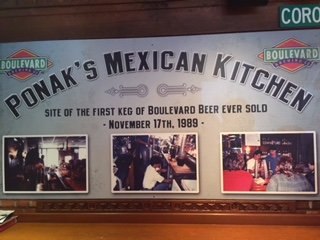 CORO
BOULEVARD
BOULEVARD
PONAK'S MEXICAN KITCHEN
SITE OF THE FIRST KEG OF BOULEVARD BEER EVER SOLD
- NOVEMBER 17TH, 1989 -